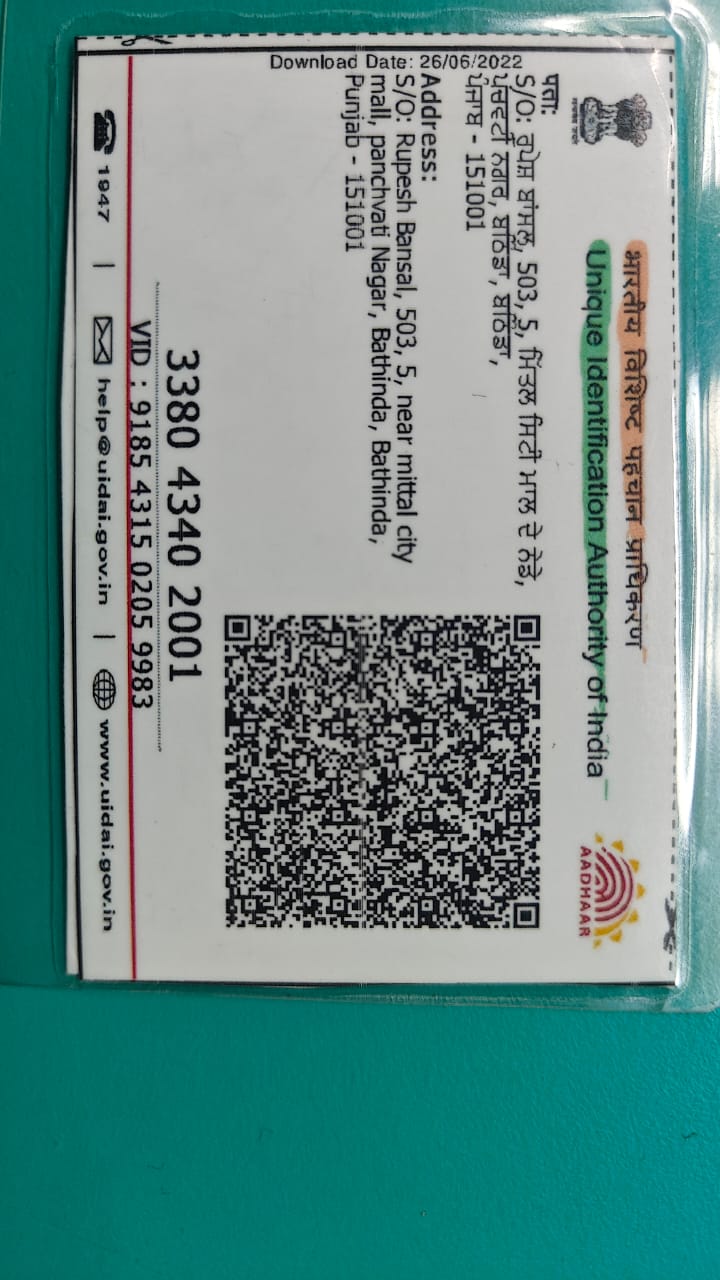 भारतीय विशिष्ट पहचान प्राधिकरण
Unique Identification Authority of India
AADHAAR
सत्यमेव जयते
पता:
S/O: ਰੁਪੇਸ਼ ਬਾਂਸਲ, 503, 5, ਮਿੱਤਲ ਸਿਟੀ ਮਾਲ ਦੇ ਨੇੜੇ,
ਪੰਚਵਟੀ ਨਗਰ, ਬਠਿੰਡਾ, ਬਠਿੰਡਾ,
ਪੰਜਾਬ - 151001
Address:
S/O: Rupesh Bansal, 503, 5, near mittal city
mall, panchvati Nagar, Bathinda, Bathinda,
Punjab - 151001
Download Date: 26/06/2022
3380 4340 2001
VID : 9185 4315 0205 9983
1947 | help@uidai.gov.in | www.uidai.gov.in